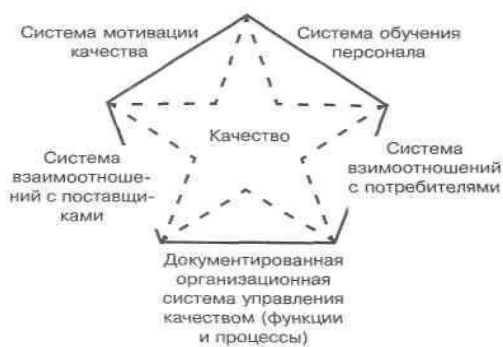 Система мотивации
качества
Система обучения
персонала
Качество
Система
взаимоотноше-
ний с поставщи-
ками
Система
взимоотношений
с потребителями
Документированная
организационная
система управления
качеством (функции
и процессы)